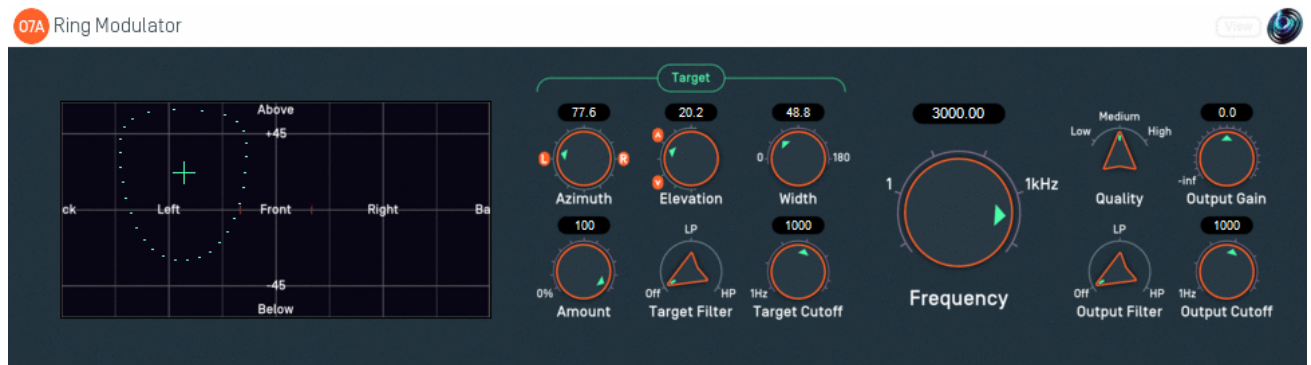 O7A Ring Modulator
View
Target
Above
+45
ck Left Front Right Ba
-45
Below
77.6 20.2 48.8
L R
A
Y
0 180
Azimuth Elevation Width
100 LP 1000
0% Off HP 1Hz
Amount Target Filter Target Cutoff
3000.00
1 1kHz
Frequency
Medium 0.0
Low High
-inf
Quality Output Gain
LP 1000
Off HP 1Hz
Output Filter Output Cutoff